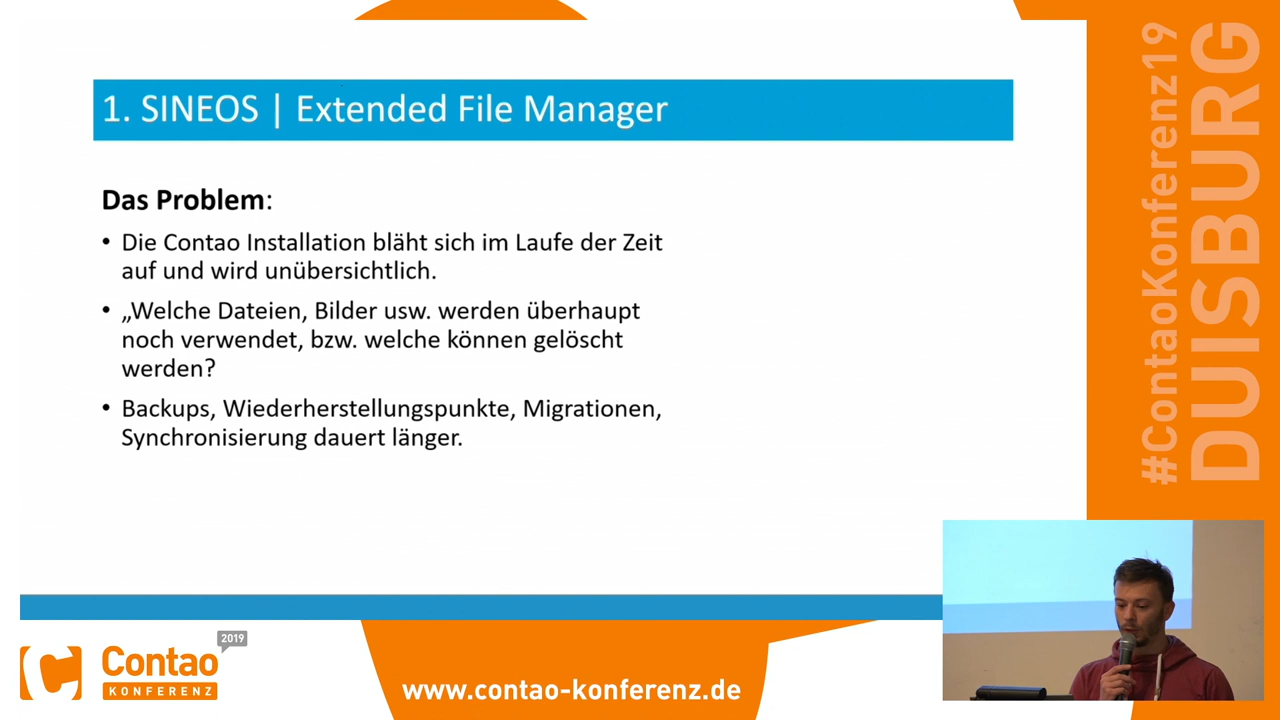 1. SINEOS | Extended File Manager
Das Problem:
• Die Contao Installation bläht sich im Laufe der Zeit
auf und wird unübersichtlich.
• „Welche Dateien, Bilder usw. werden überhaupt
noch verwendet, bzw. welche können gelöscht
werden?
• Backups, Wiederherstellungspunkte, Migrationen,
Synchronisierung dauert länger.
#ContaoKonferenz19
DUISBURG
2019
Contao
KONFERENZ
www.contao-konferenz.de